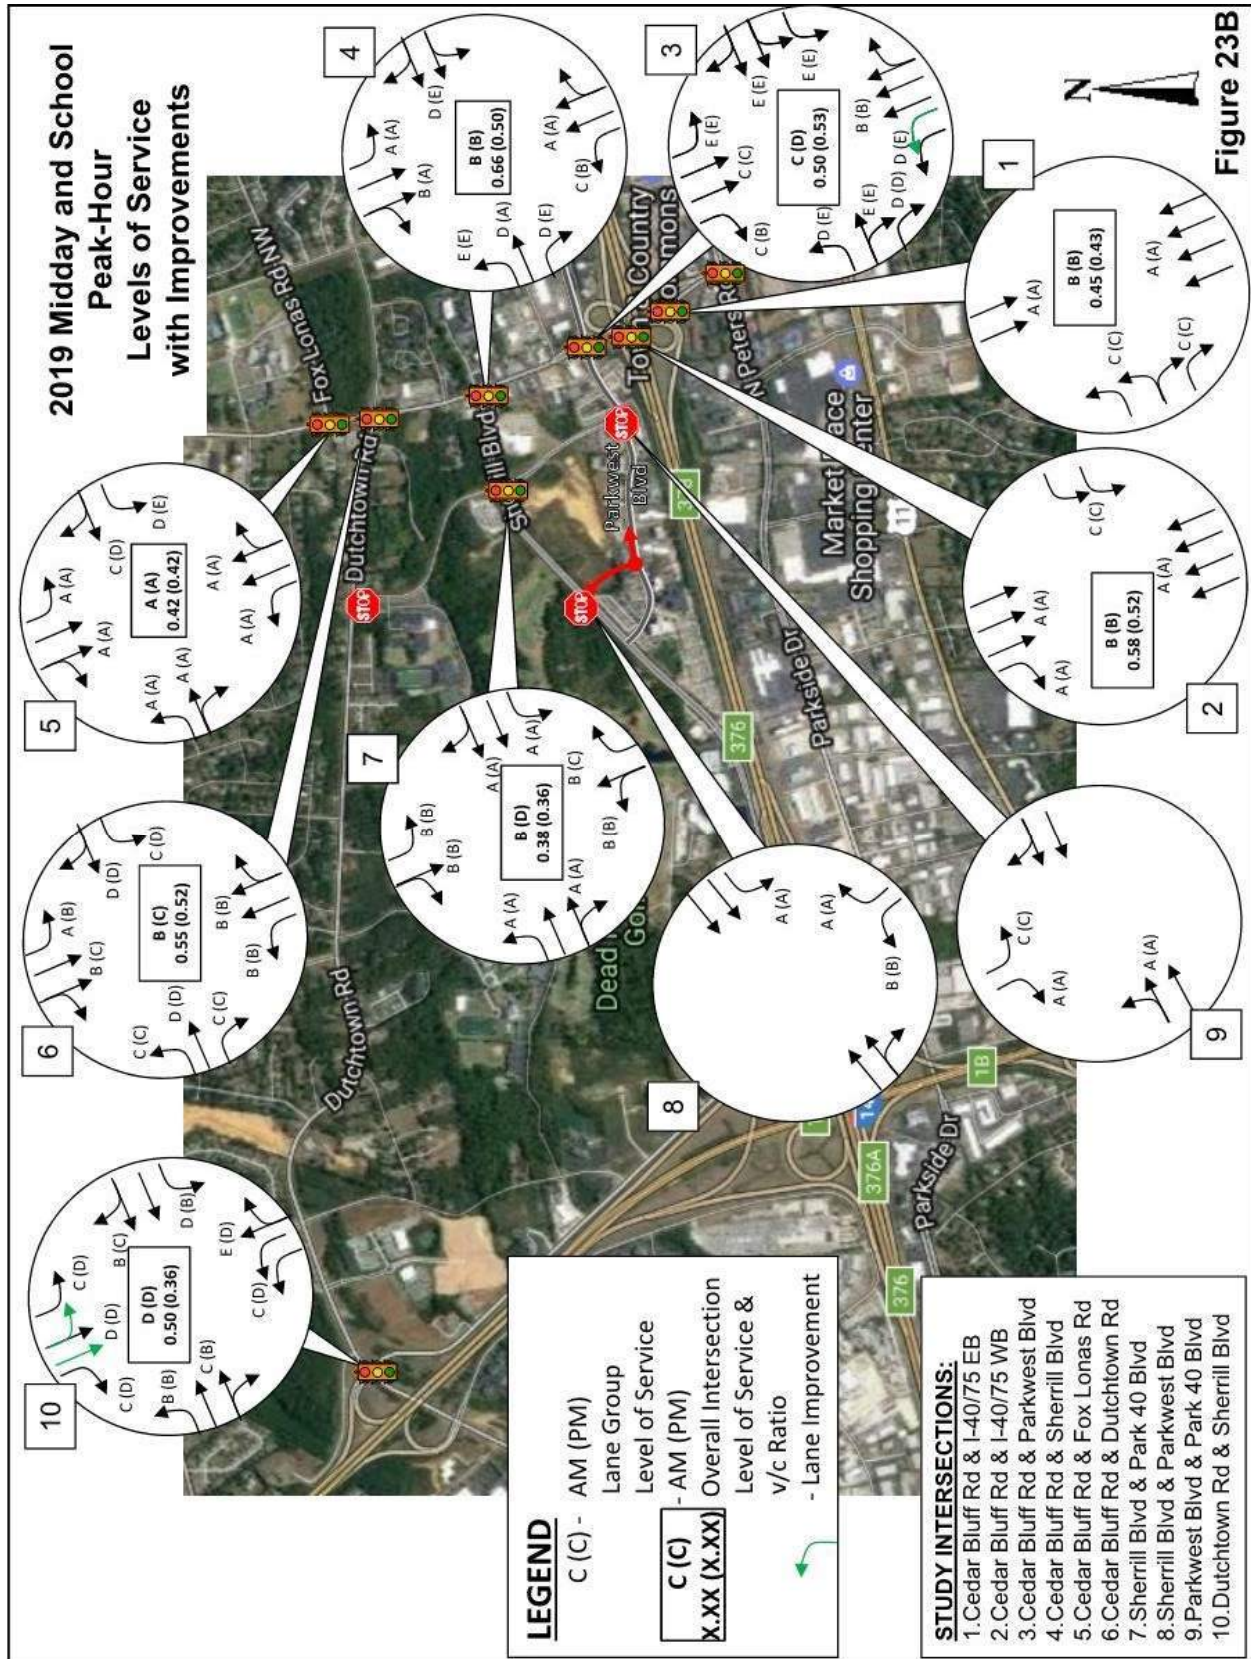 2019 Midday and School
Peak-Hour
Levels of Service
with Improvements
10
C (D)
D (D)
C (D)
B (C)
D (B)
D (D)
0.50 (0.36)
B (B)
C (B)
E (D)
C (D)
6
A (B)
B (C)
D (D)
C (D)
B (C)
0.55 (0.52)
C (C)
D (D)
C (C)
B (B)
B (B)
5
A (A)
A (A)
C (D)
D (E)
A (A)
0.42 (0.42)
A (A)
A (A)
A (A)
A (A)
4
A (A)
B (A)
D (E)
B (B)
0.66 (0.50)
E (E)
D (A)
D (E)
A (A)
C (B)
7
B (B)
B (B)
A (A)
A (A)
B (D)
0.38 (0.36)
A (A)
A (A)
B (C)
B (B)
3
E (E)
C (C)
C (B)
E (E)
E (E)
C (D)
0.50 (0.53)
D (E)
E (E)
D (D)
B (B)
D (E)
8
A (A)
A (A)
B (B)
9
C (C)
A (A)
A (A)
2
A (A)
A (A)
C (C)
B (B)
0.58 (0.52)
A (A)
1
A (A)
B (B)
0.45 (0.43)
C (C)
C (C)
A (A)
Fox Lonas Rd NW
Dutchtown Rd
Dutchtown Rd
STOP
STOP
STOP
Parkwest
Blvd
N Peters Rd
Market Place
Shopping Center
11
Parkside Dr
Parkside Dr
376
376A
376
1B
N
LEGEND
C (C) - AM (PM)
Lane Group
Level of Service
C (C) - AM (PM)
X.XX (X.XX) Overall Intersection
Level of Service &
v/c Ratio
- Lane Improvement
STUDY INTERSECTIONS:
1.Cedar Bluff Rd & I-40/75 EB
2.Cedar Bluff Rd & I-40/75 WB
3.Cedar Bluff Rd & Parkwest Blvd
4.Cedar Bluff Rd & Sherrill Blvd
5.Cedar Bluff Rd & Fox Lonas Rd
6.Cedar Bluff Rd & Dutchtown Rd
7.Sherrill Blvd & Park 40 Blvd
8.Sherrill Blvd & Parkwest Blvd
9.Parkwest Blvd & Park 40 Blvd
10.Dutchtown Rd & Sherrill Blvd
Figure 23B